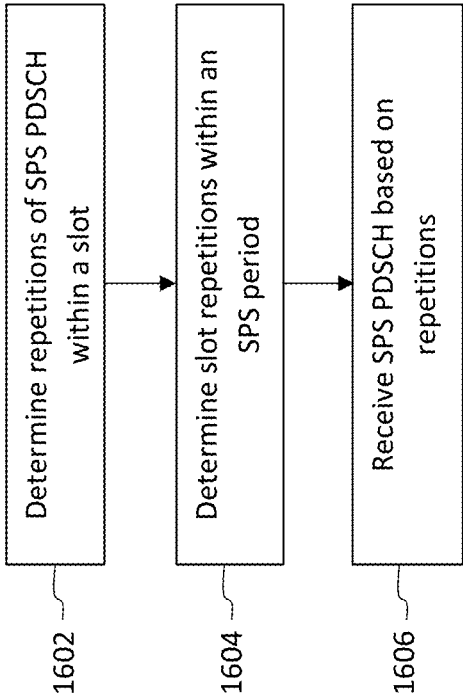 1602
Determine repetitions of SPS PDSCH
within a slot
1604
Determine slot repetitions within an
SPS period
1606
Receive SPS PDSCH based on
repetitions